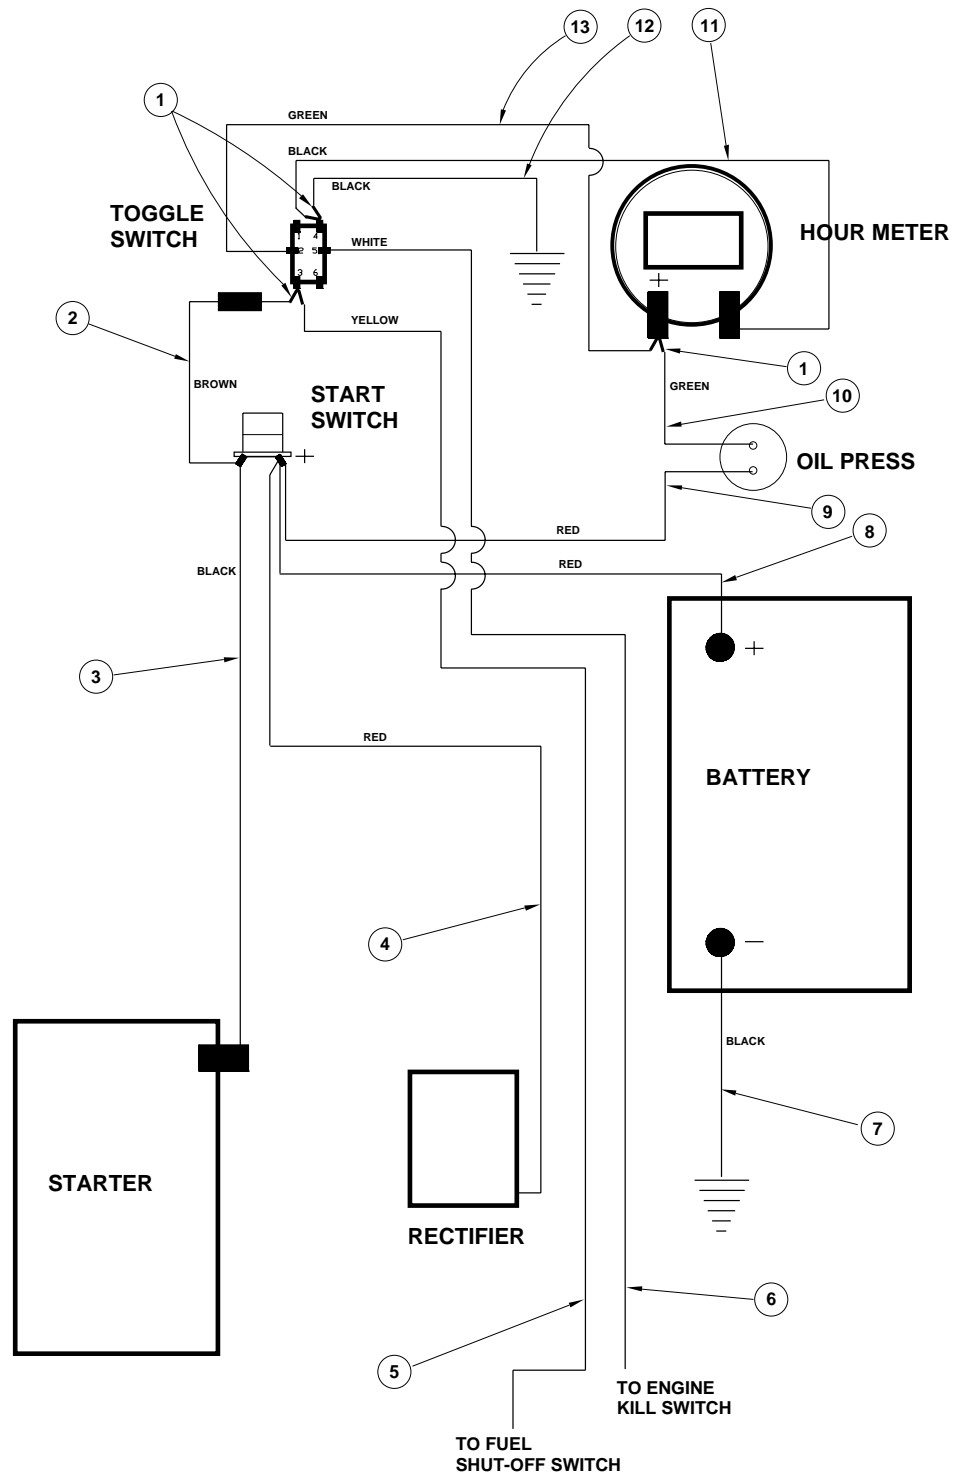 13
12
11
1
GREEN
BLACK
BLACK
TOGGLE
SWITCH
1 4
2 5
3 6
WHITE
HOUR METER
+
2
YELLOW
1
BROWN
START
SWITCH
GREEN
10
+
OIL PRESS
9
RED
8
BLACK
RED
3
+
RED
BATTERY
4
−
BLACK
7
STARTER
RECTIFIER
6
5
TO ENGINE
KILL SWITCH
TO FUEL
SHUT-OFF SWITCH